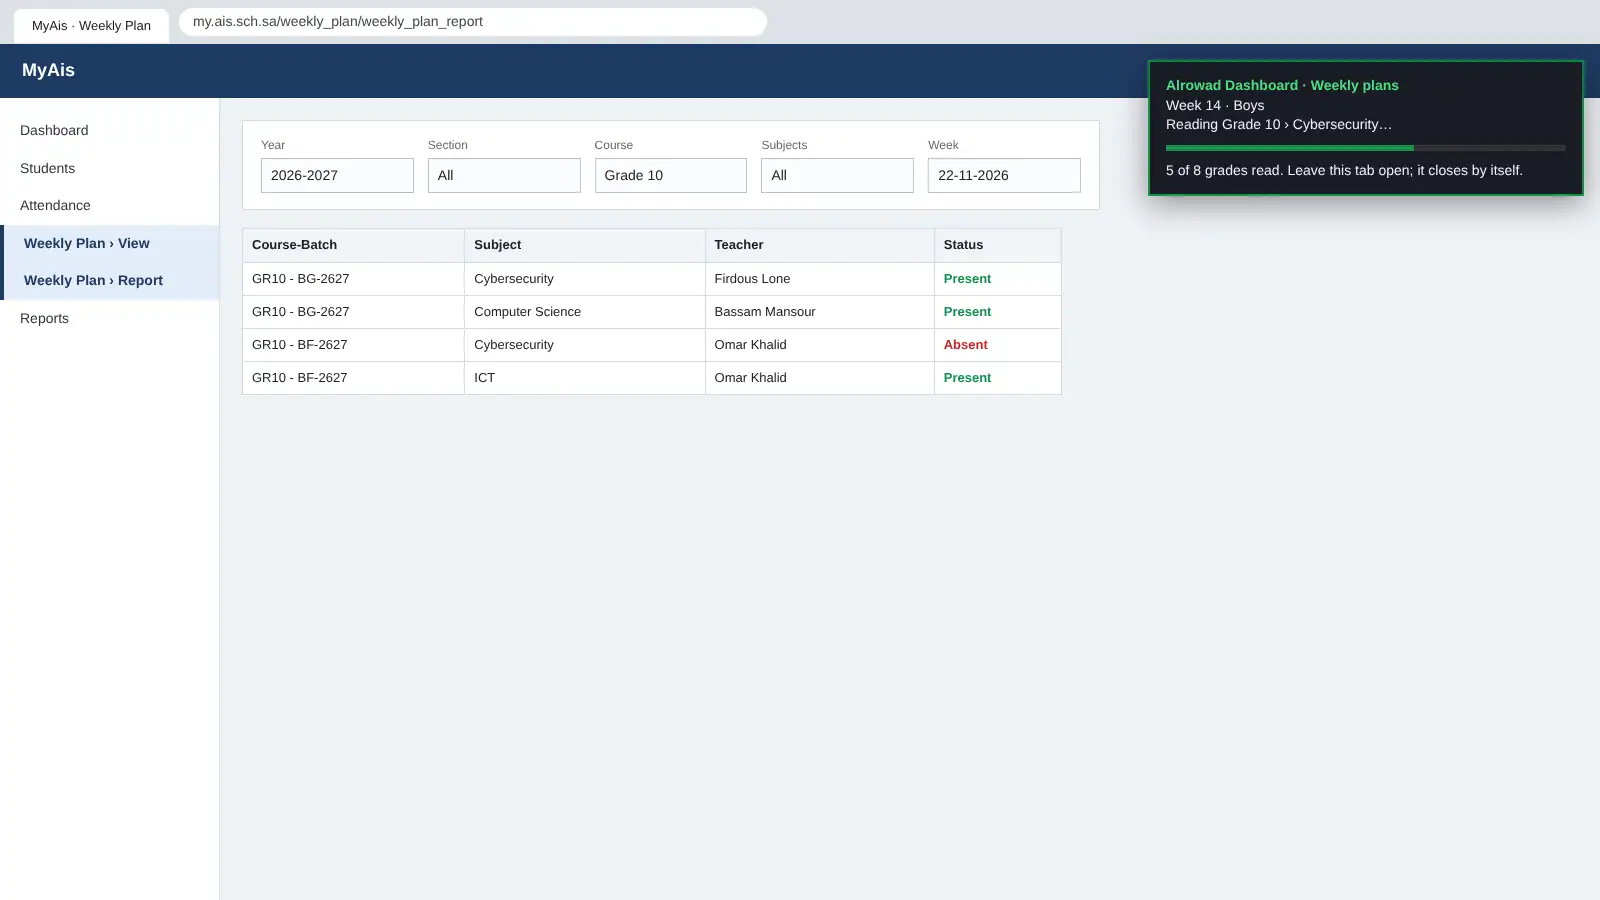 MyAis · Weekly Plan
my.ais.sch.sa/weekly_plan/weekly_plan_report
MyAis
Alrowad Dashboard · Weekly plans
Week 14 · Boys
Reading Grade 10 › Cybersecurity…
5 of 8 grades read. Leave this tab open; it closes by itself.
Dashboard
Students
Attendance
Weekly Plan › View
Weekly Plan › Report
Reports
Year Section Course Subjects Week
2026-2027 All Grade 10 All 22-11-2026
Course-Batch Subject Teacher Status
GR10 - BG-2627 Cybersecurity Firdous Lone Present
GR10 - BG-2627 Computer Science Bassam Mansour Present
GR10 - BF-2627 Cybersecurity Omar Khalid Absent
GR10 - BF-2627 ICT Omar Khalid Present